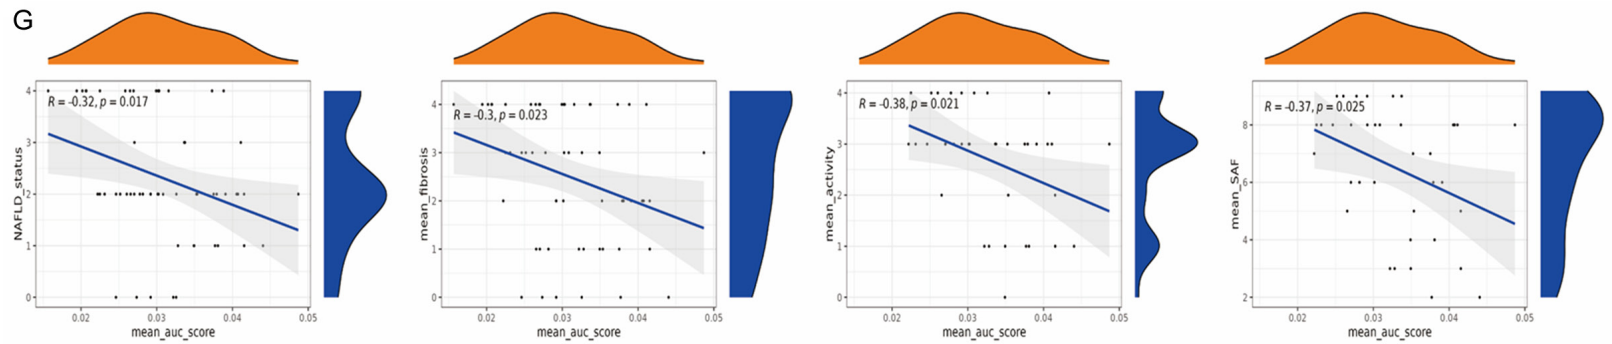 G
R = -0.32, p = 0.017
NAFLD_status
4
3
2
1
0
0.02 0.03 0.04 0.05
mean_auc_score
R = -0.3, p = 0.023
mean_fibrosis
4
3
2
1
0
0.02 0.03 0.04 0.05
mean_auc_score
R = -0.38, p = 0.021
mean_activity
4
3
2
1
0
0.02 0.03 0.04 0.05
mean_auc_score
R = -0.37, p = 0.025
mean_SAF
8
6
4
2
0.02 0.03 0.04 0.05
mean_auc_score